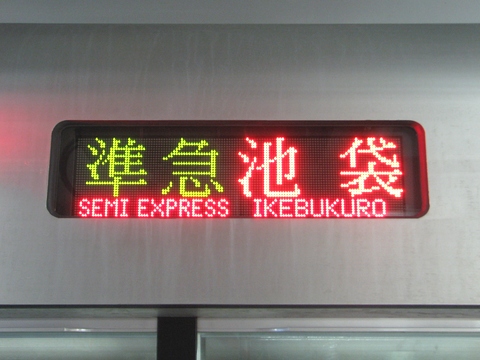 準急 池袋
SEMI EXPRESS IKEBUKURO